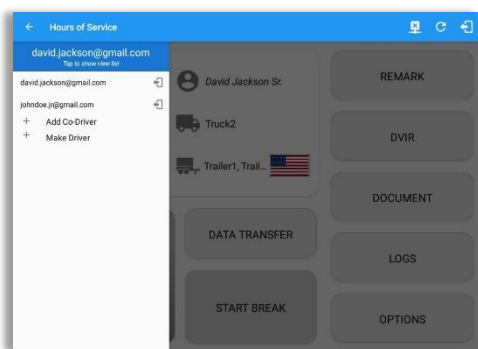 Hours of Service
david.jackson@gmail.com
Tap to show view list
david.jackson@gmail.com
johndoe.jr@gmail.com
+ Add Co-Driver
+ Make Driver
David Jackson Sr.
Truck2
Trailer1, Trail...
DATA TRANSFER
START BREAK
REMARK
DVIR
DOCUMENT
LOGS
OPTIONS